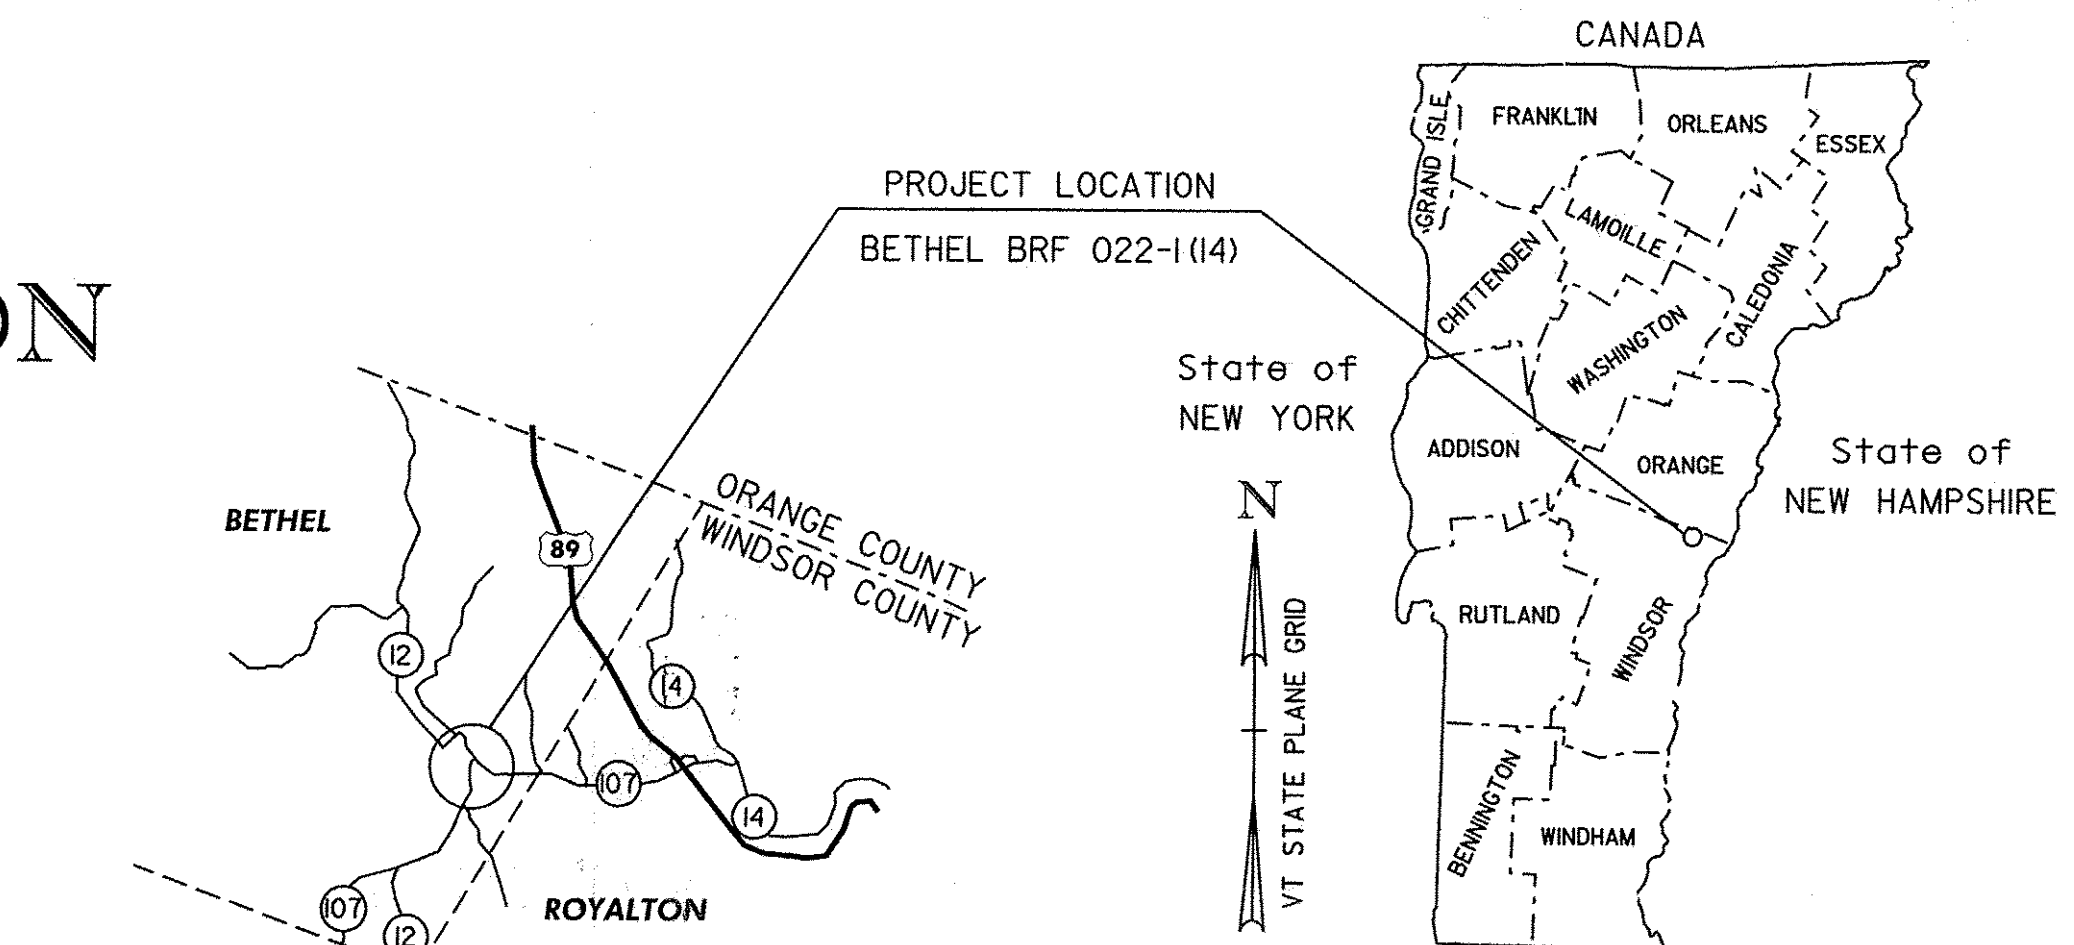 CANADA
GRAND ISLE
FRANKLIN
ORLEANS
ESSEX
PROJECT LOCATION
BETHEL BRF 022-1(14)
LAMOILLE
CHITTENDEN
CALEDONIA
WASHINGTON
State of
NEW YORK
ADDISON
ORANGE
State of
NEW HAMPSHIRE
N
BETHEL
89
ORANGE COUNTY
WINDSOR COUNTY
12
14
107
14
107
12
ROYALTON
VT STATE PLANE GRID
RUTLAND
WINDSOR
BENNINGTON
WINDHAM